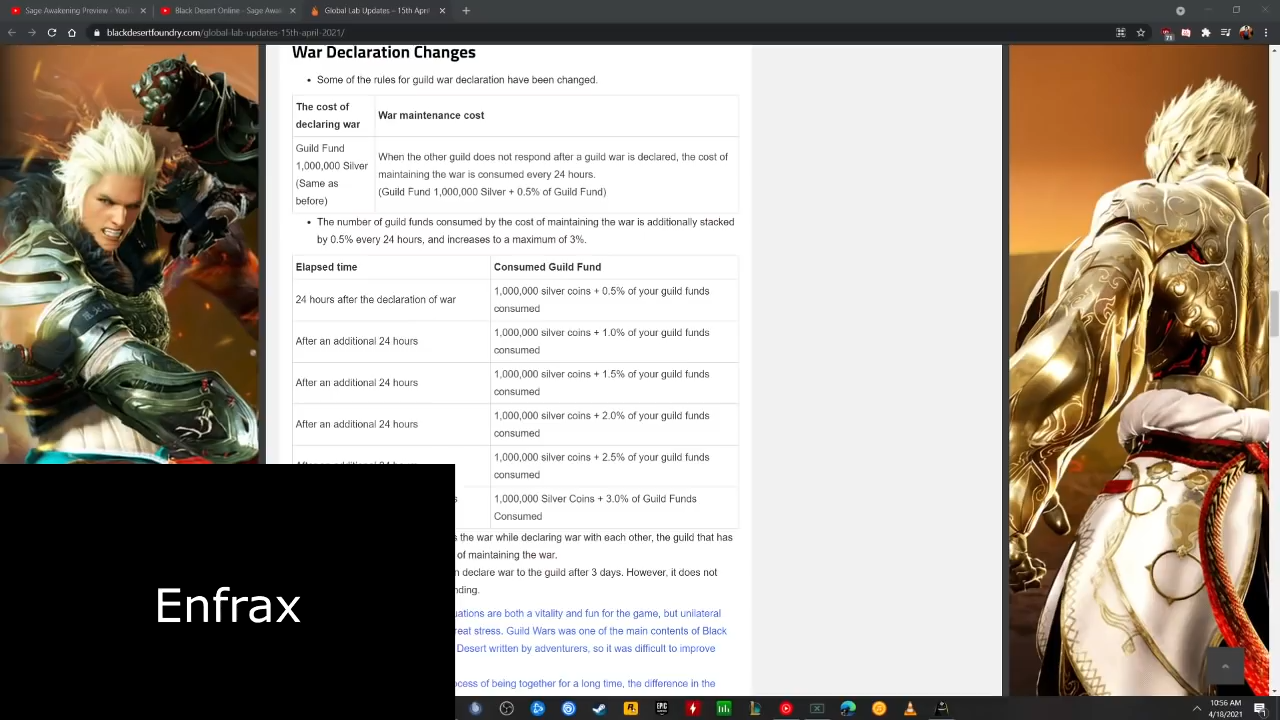 Sage Awakening Preview - YouTu
Black Desert Online - Sage Awak
Global Lab Updates – 15th April
blackdesertfoundry.com/global-lab-updates-15th-april-2021/
War Declaration Changes
Some of the rules for guild war declaration have been changed.
The cost of
declaring war
War maintenance cost
Guild Fund
1,000,000 Silver
(Same as
before)
When the other guild does not respond after a guild war is declared, the cost of
maintaining the war is consumed every 24 hours.
(Guild Fund 1,000,000 Silver + 0.5% of Guild Fund)
The number of guild funds consumed by the cost of maintaining the war is additionally stacked
by 0.5% every 24 hours, and increases to a maximum of 3%.
Elapsed time
Consumed Guild Fund
24 hours after the declaration of war
1,000,000 silver coins + 0.5% of your guild funds
consumed
After an additional 24 hours
1,000,000 silver coins + 1.0% of your guild funds
consumed
After an additional 24 hours
1,000,000 silver coins + 1.5% of your guild funds
consumed
After an additional 24 hours
1,000,000 silver coins + 2.0% of your guild funds
consumed
After an additional 24 hours
1,000,000 silver coins + 2.5% of your guild funds
consumed
s
1,000,000 Silver Coins + 3.0% of Guild Funds
Consumed
s the war while declaring war with each other, the guild that has
of maintaining the war.
n declare war to the guild after 3 days. However, it does not
nding.
uations are both a vitality and fun for the game, but unilateral
reat stress. Guild Wars was one of the main contents of Black
Desert written by adventurers, so it was difficult to improve
ocess of being together for a long time, the difference in the
Enfrax
71
EPIC
10:56 AM
4/18/2021